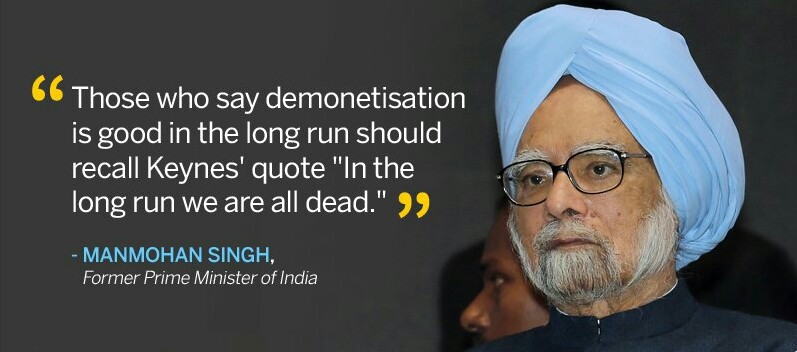 “ Those who say demonetisation
is good in the long run should
recall Keynes' quote "In the
long run we are all dead." ”
- MANMOHAN SINGH,
Former Prime Minister of India